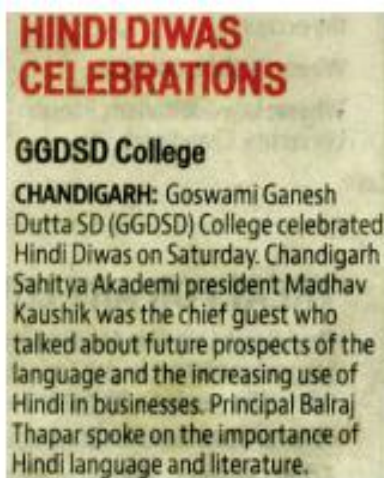 HINDI DIWAS
CELEBRATIONS
GGDSD College
CHANDIGARH: Goswami Ganesh
Dutta SD (GGDSD) College celebrated
Hindi Diwas on Saturday. Chandigarh
Sahitya Akademi president Madhav
Kaushik was the chief guest who
talked about future prospects of the
language and the increasing use of
Hindi in businesses. Principal Balraj
Thapar spoke on the importance of
Hindi language and literature.